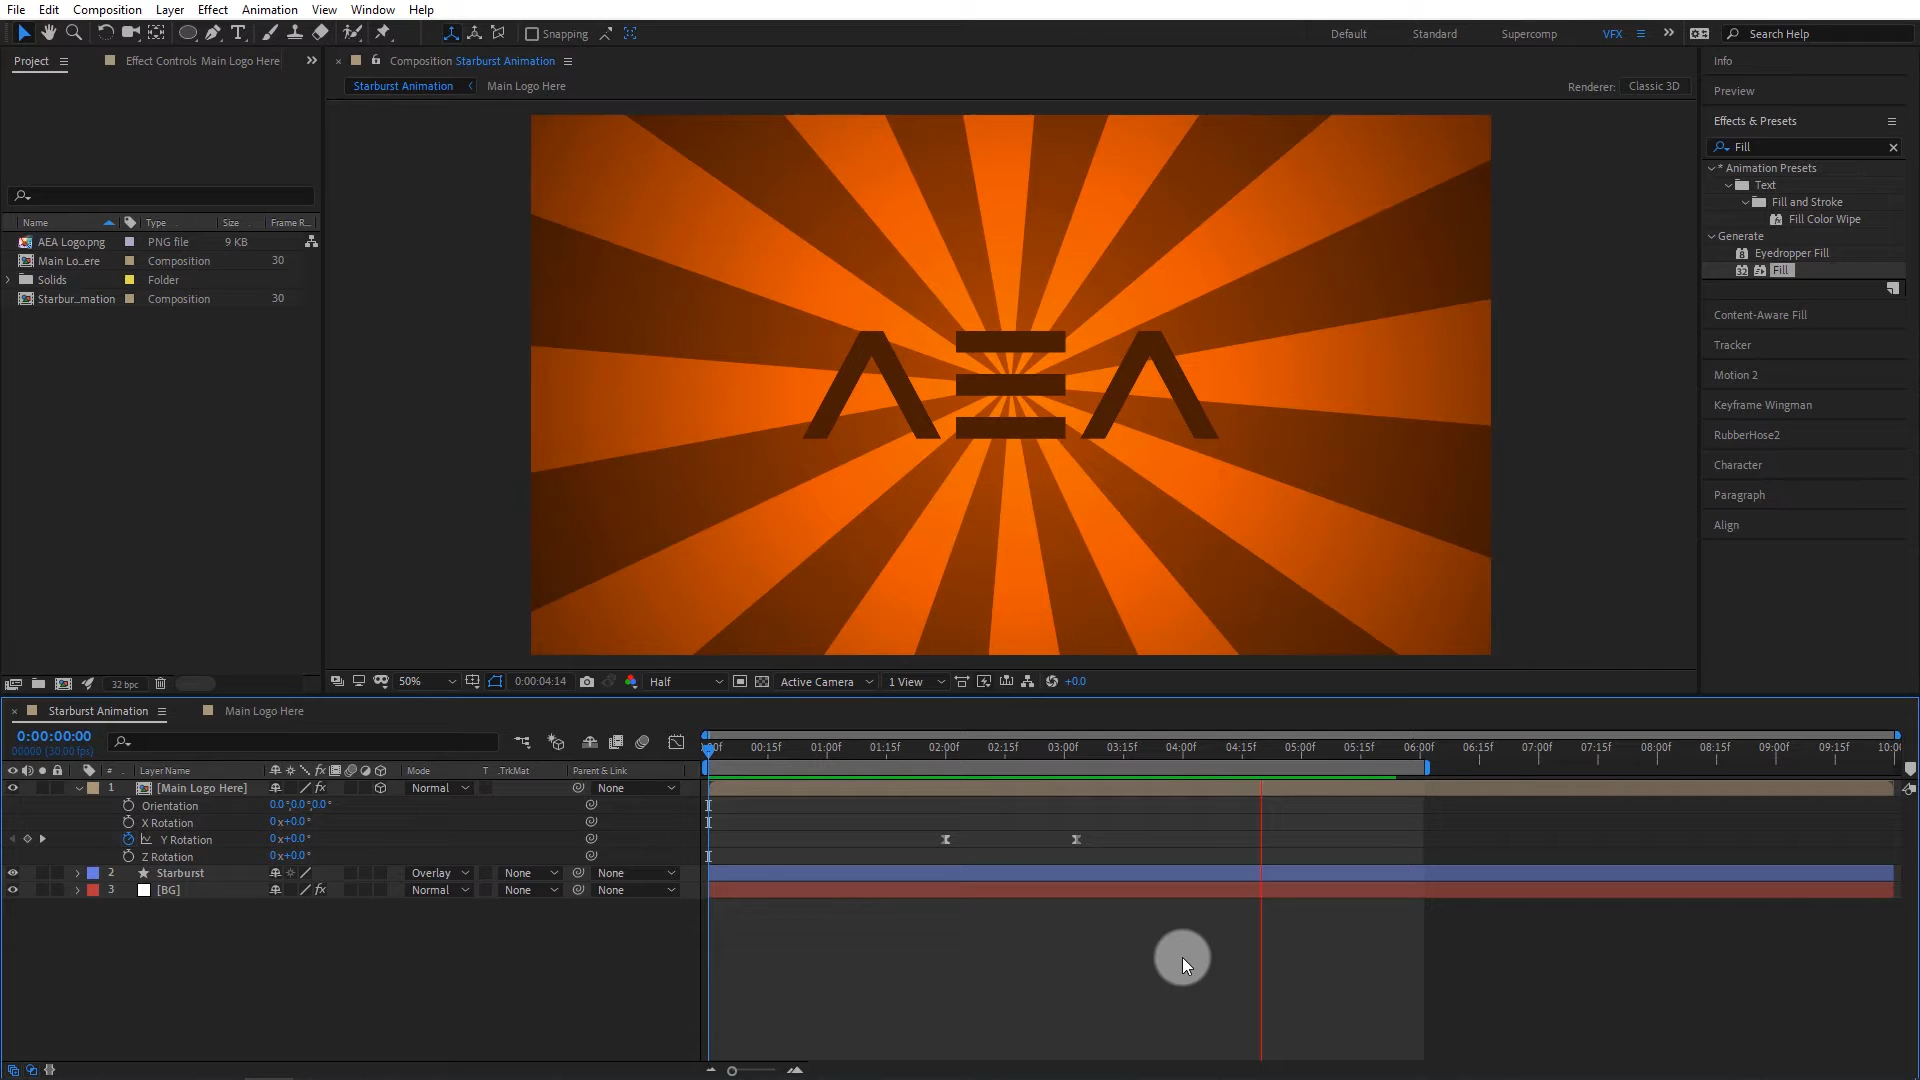 File Edit Composition Layer Effect Animation View Window Help
Snapping Default Standard Supercomp VFX Search Help
Project Effect Controls Main Logo Here
Composition Starburst Animation
Starburst Animation Main Logo Here
Renderer: Classic 3D
Name Type Size Frame R...
AEA Logo.png PNG file 9 KB
Main Lo...ere Composition 30
Solids Folder
Starbur...mation Composition 30
32 bpc
50% 0:00:04:14 Half Active Camera 1 View +0.0
Info
Preview
Effects & Presets
Fill
* Animation Presets
Text
Fill and Stroke
Fill Color Wipe
Generate
Eyedropper Fill
32 Fill
Content-Aware Fill
Tracker
Motion 2
Keyframe Wingman
RubberHose2
Character
Paragraph
Align
Starburst Animation Main Logo Here
0:00:00:00
00000 (30.00 fps)
:00f 00:15f 01:00f 01:15f 02:00f 02:15f 03:00f 03:15f 04:00f 04:15f 05:00f 05:15f 06:00f 06:15f 07:00f 07:15f 08:00f 08:15f 09:00f 09:15f 10:00
# Layer Name Mode T .TrkMat Parent & Link
1 [Main Logo Here] Normal None
Orientation 0.0°,0.0°,0.0°
X Rotation 0x+0.0°
Y Rotation 0x+0.0°
Z Rotation 0x+0.0°
2 Starburst Overlay None None
3 [BG] Normal None None